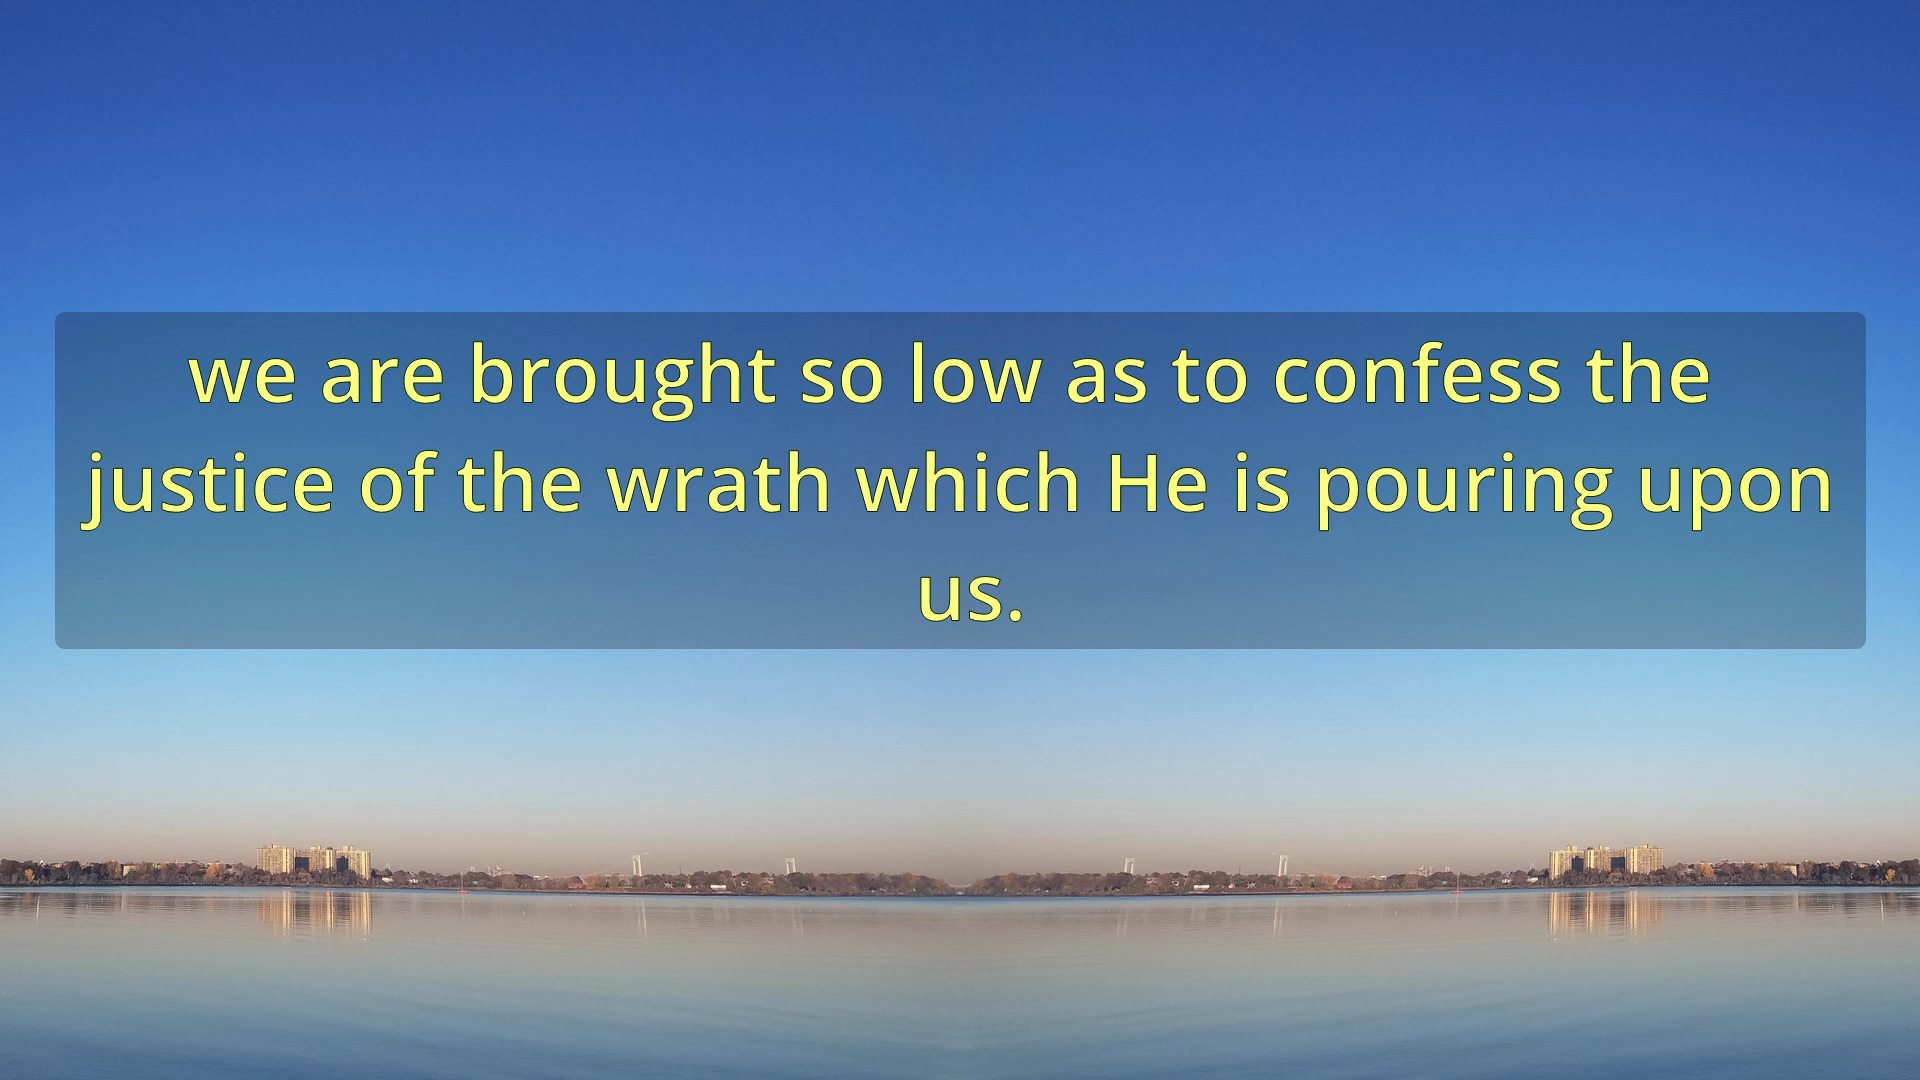 we are brought so low as to confess the
justice of the wrath which He is pouring upon
us.